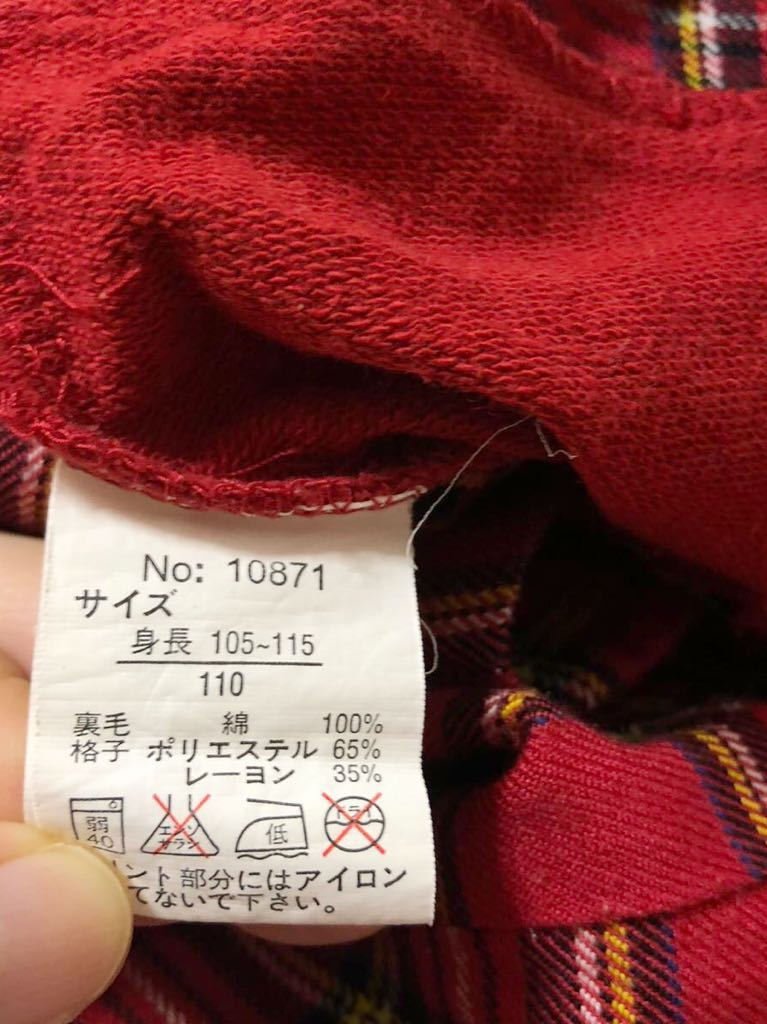 No: 10871
サイズ
身長 105~115
110
裏毛 綿 100%
格子 ポリエステル 65%
レーヨン 35%
弱 40 エンソ サラシ 低 ドライ
ント部分にはアイロン
てないで下さい。